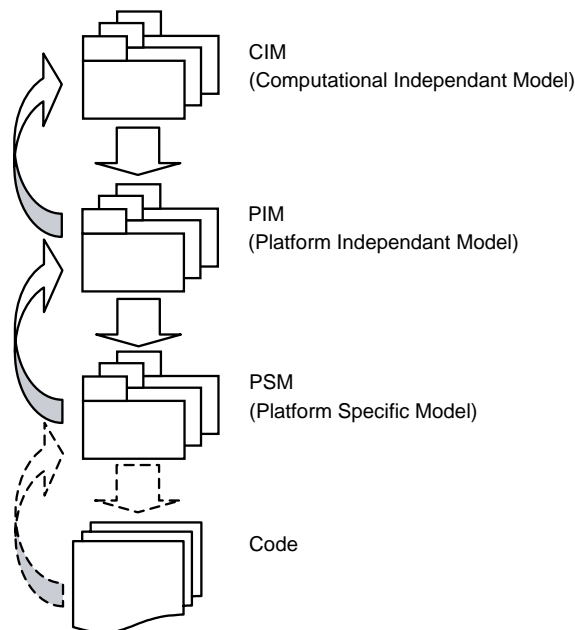 CIM
(Computational Independant Model)
PIM
(Platform Independant Model)
PSM
(Platform Specific Model)
Code